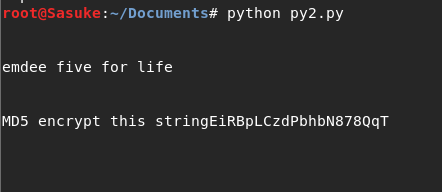 root@Sasuke:~/Documents# python py2.py
emdee five for life
MD5 encrypt this stringEiRBpLCzdPbhbN878QqT